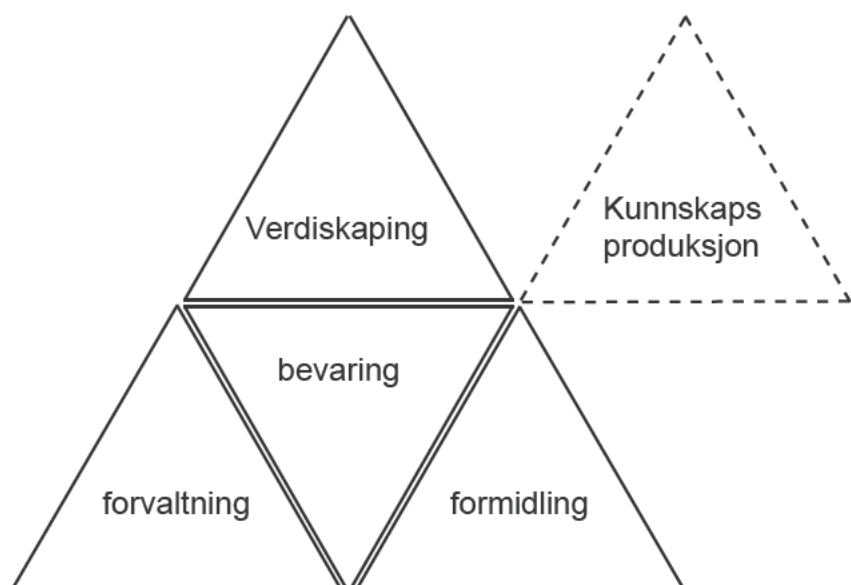 Verdiskaping
Kunnskaps
produksjon
bevaring
forvaltning
formidling